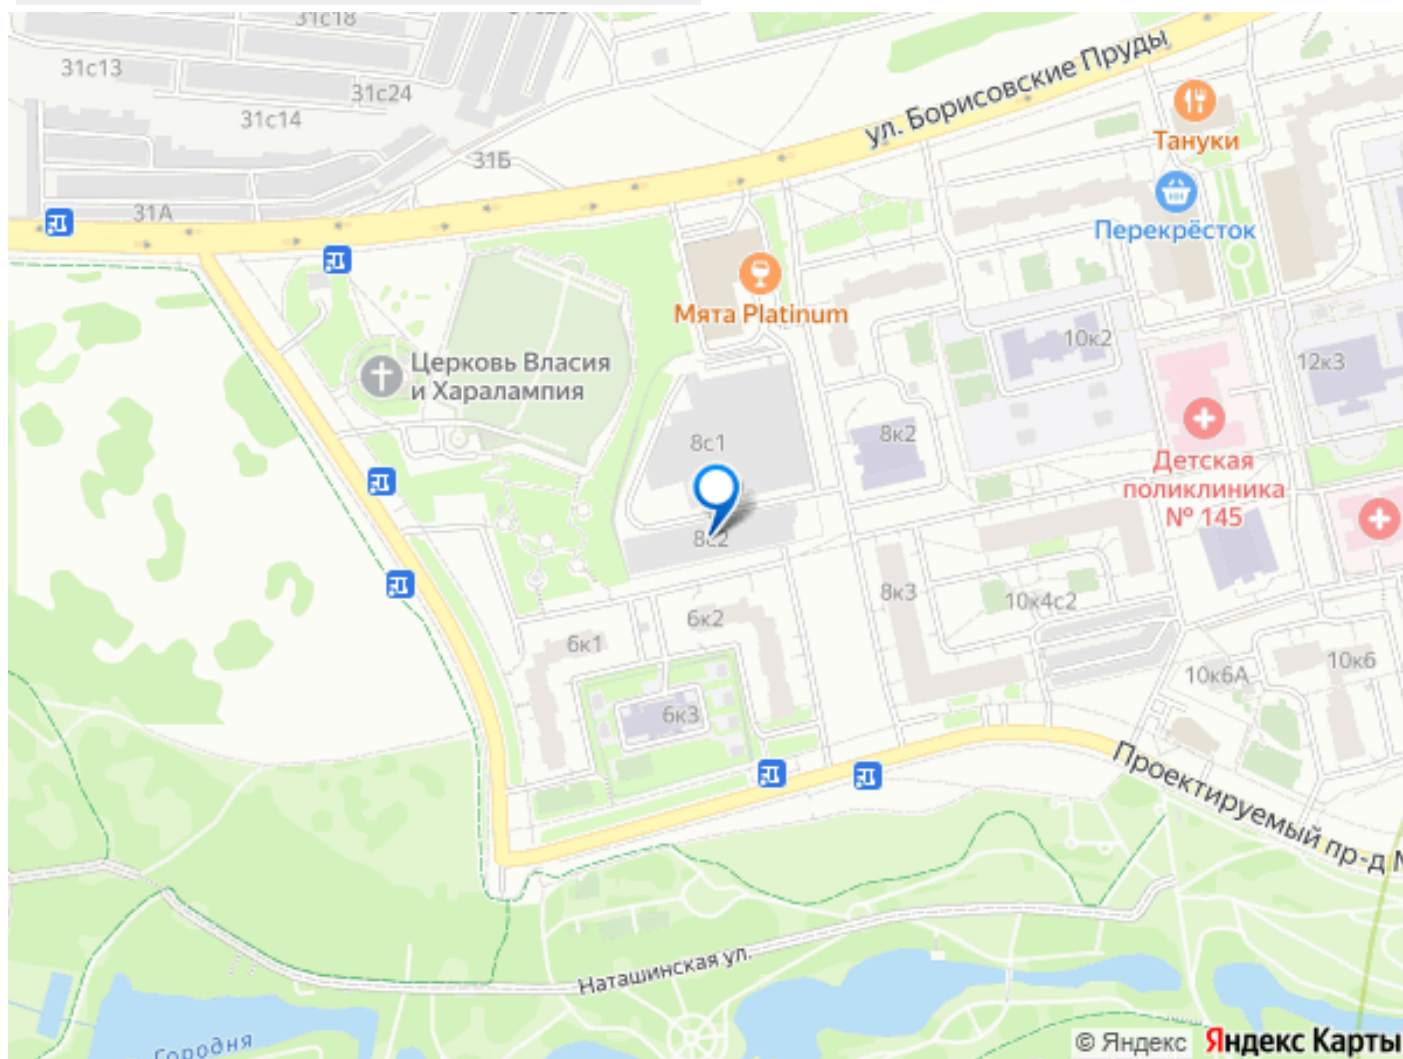 31с18
31с13
31с24
31с14
31Б
31А
ул. Борисовские Пруды
Тануки
Перекрёсток
Мята Platinum
Церковь Власия
и Харалампия
10к2
12к3
8с1
8к2
Детская
поликлиника
№ 145
8с2
8к3
10к4с2
6к2
6к1
6к3
10к6
10к6А
Проектируемый пр-д
Наташинская ул.
Городня
© Яндекс Яндекс Карты